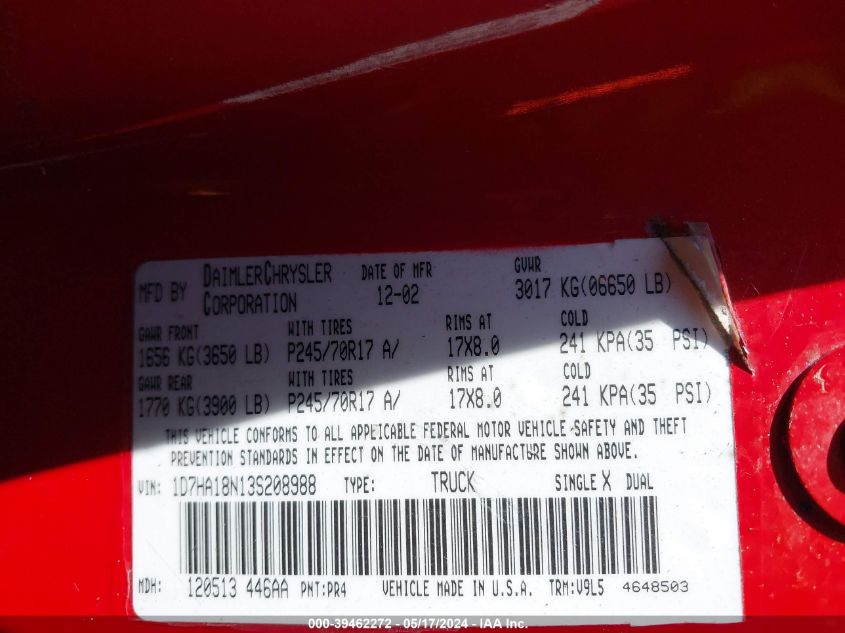 MFD BY DAIMLERCHRYSLER CORPORATION DATE OF MFR 12-02 GVWR 3017 KG(06650 LB)
GAWR FRONT WITH TIRES RIMS AT COLD
1656 KG(3650 LB) P245/70R17 A/ 17X8.0 241 KPA(35 PSI)
GAWR REAR WITH TIRES RIMS AT COLD
1770 KG(3900 LB) P245/70R17 A/ 17X8.0 241 KPA(35 PSI)
THIS VEHICLE CONFORMS TO ALL APPLICABLE FEDERAL MOTOR VEHICLE SAFETY AND THEFT
PREVENTION STANDARDS IN EFFECT ON THE DATE OF MANUFACTURE SHOWN ABOVE.
VIN: 1D7HA18N13S208988 TYPE: TRUCK SINGLE X DUAL
MDH: 120513 446AA PNT:PR4 VEHICLE MADE IN U.S.A. TRM:V9L5 4648503
000-39462272 - 05/17/2024 - IAA Inc.